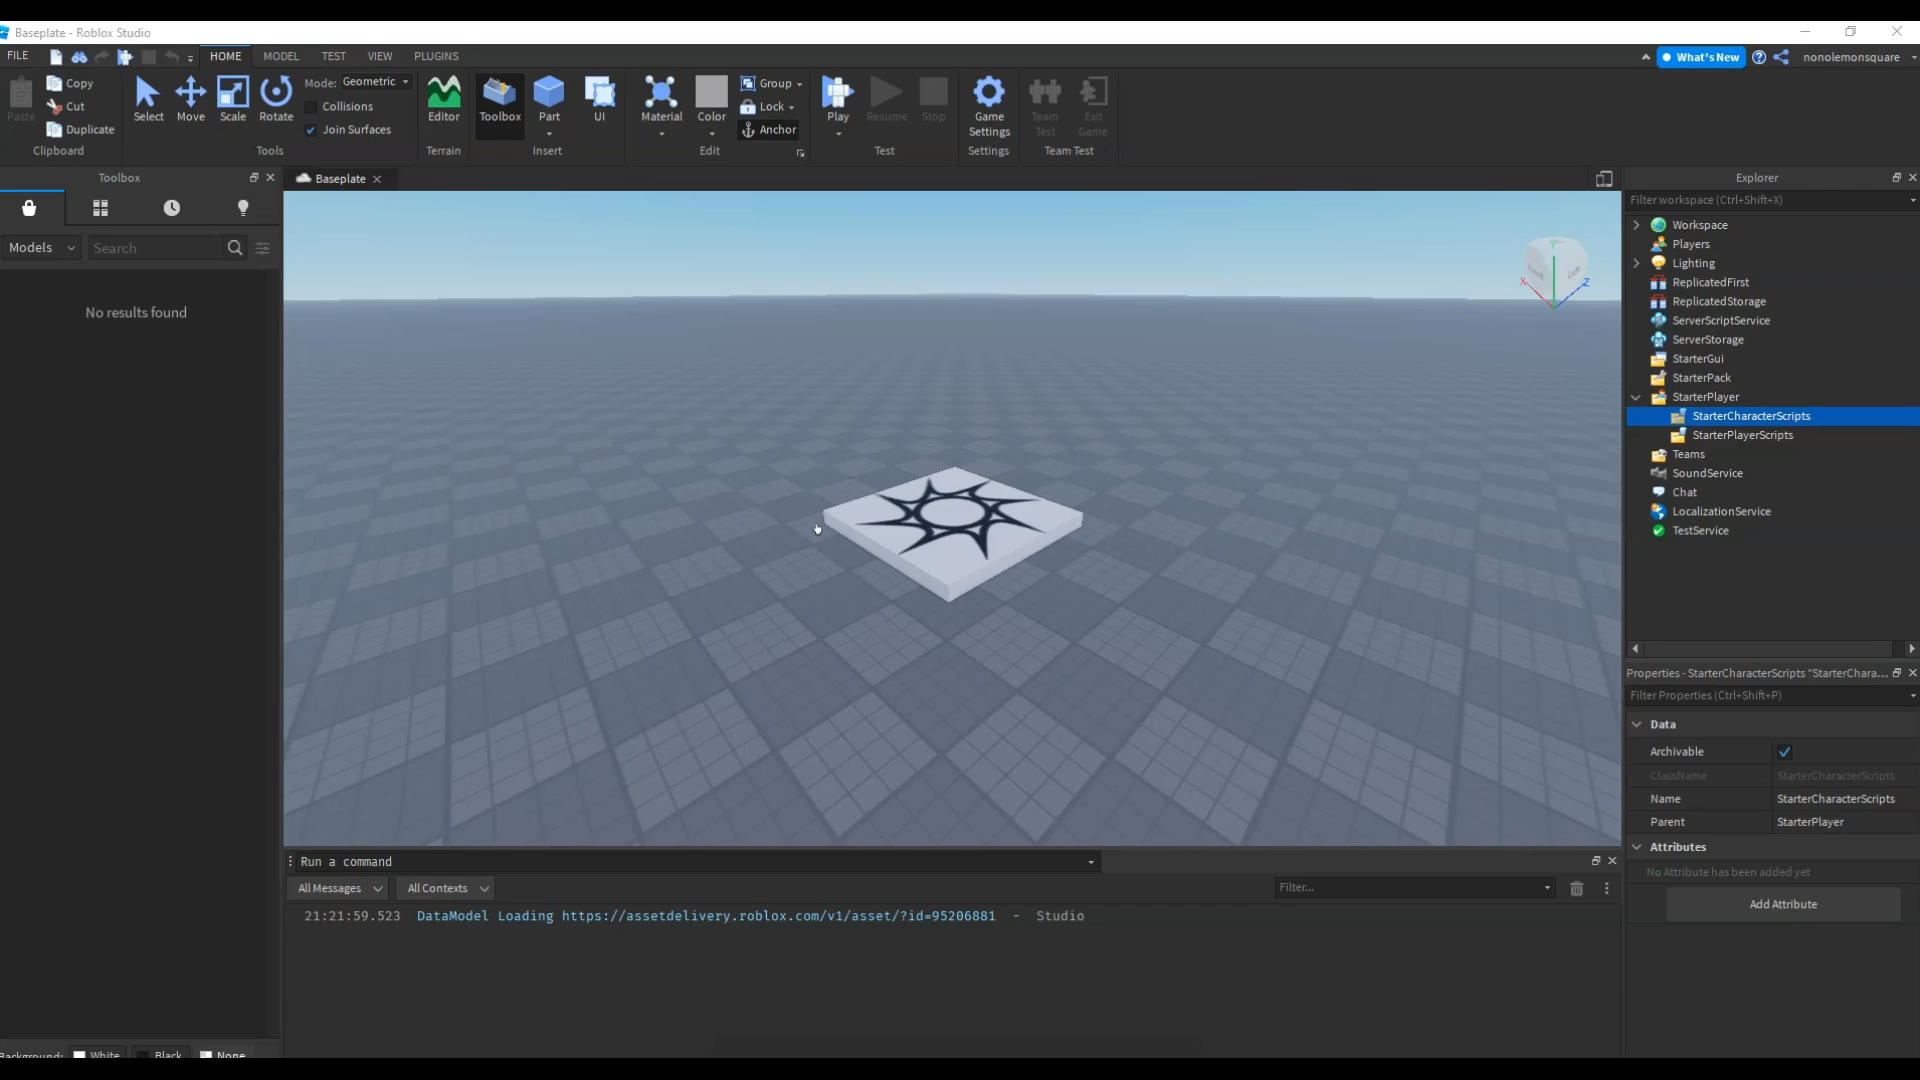 Baseplate - Roblox Studio
FILE HOME MODEL TEST VIEW PLUGINS What's New nonolemonsquare
Paste Copy Cut Duplicate
Clipboard
Select Move Scale Rotate
Mode: Geometric
Collisions
Join Surfaces
Tools
Editor
Terrain
Toolbox Part UI
Insert
Material Color
Group
Lock
Anchor
Edit
Play Resume Stop
Test
Game
Settings
Settings
Team
Test
Exit
Game
Team Test
Toolbox
Models Search
No results found
Background: White Black None
Baseplate
X
Z
Run a command
All Messages All Contexts Filter...
21:21:59.523 DataModel Loading https://assetdelivery.roblox.com/v1/asset/?id=95206881 - Studio
Explorer
Filter workspace (Ctrl+Shift+X)
Workspace
Players
Lighting
ReplicatedFirst
ReplicatedStorage
ServerScriptService
ServerStorage
StarterGui
StarterPack
StarterPlayer
StarterCharacterScripts
StarterPlayerScripts
Teams
SoundService
Chat
LocalizationService
TestService
Properties - StarterCharacterScripts "StarterChara...
Filter Properties (Ctrl+Shift+P)
Data
Archivable
ClassName StarterCharacterScripts
Name StarterCharacterScripts
Parent StarterPlayer
Attributes
No Attribute has been added yet
Add Attribute